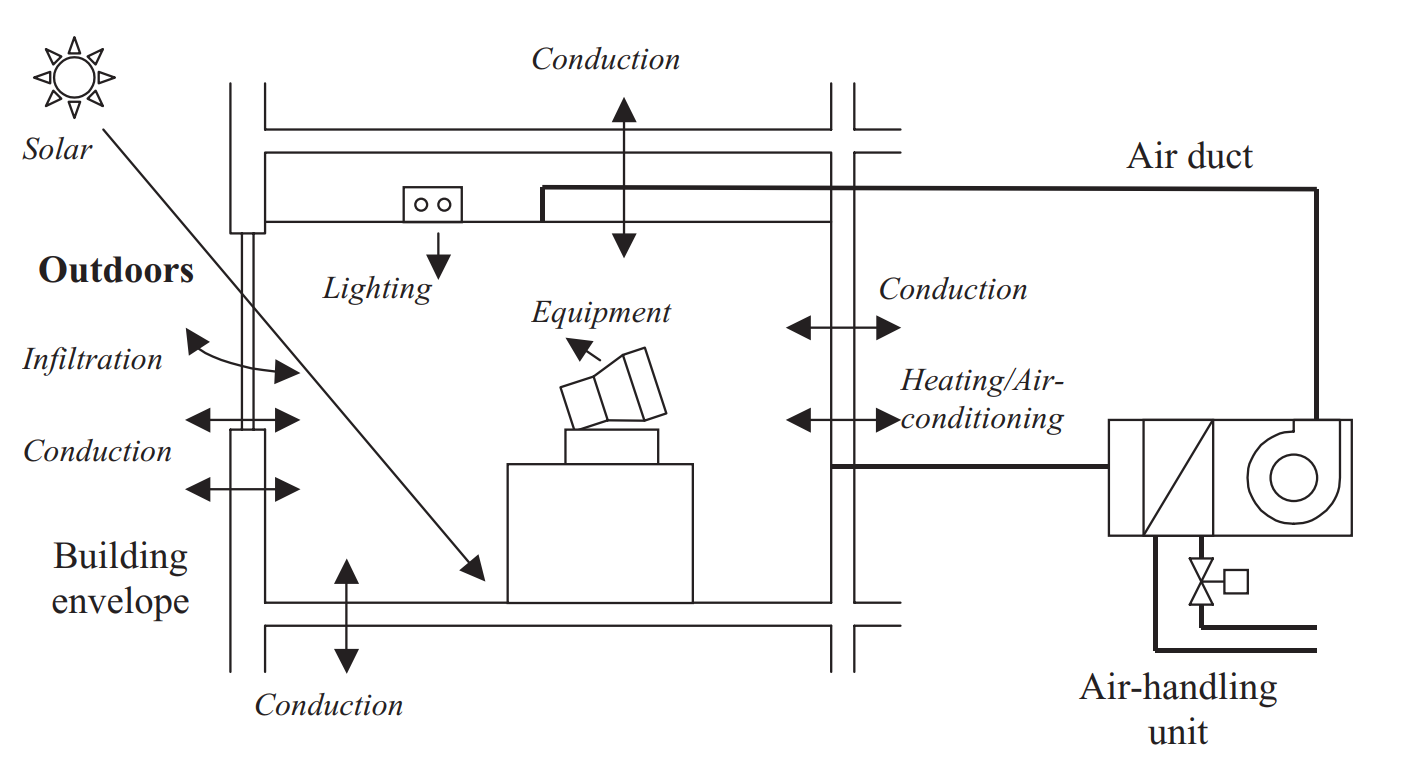 Conduction
Solar
Air duct
Outdoors
Lighting
Conduction
Equipment
Infiltration
Heating/Air-
conditioning
Conduction
Building
envelope
Conduction
Air-handling
unit